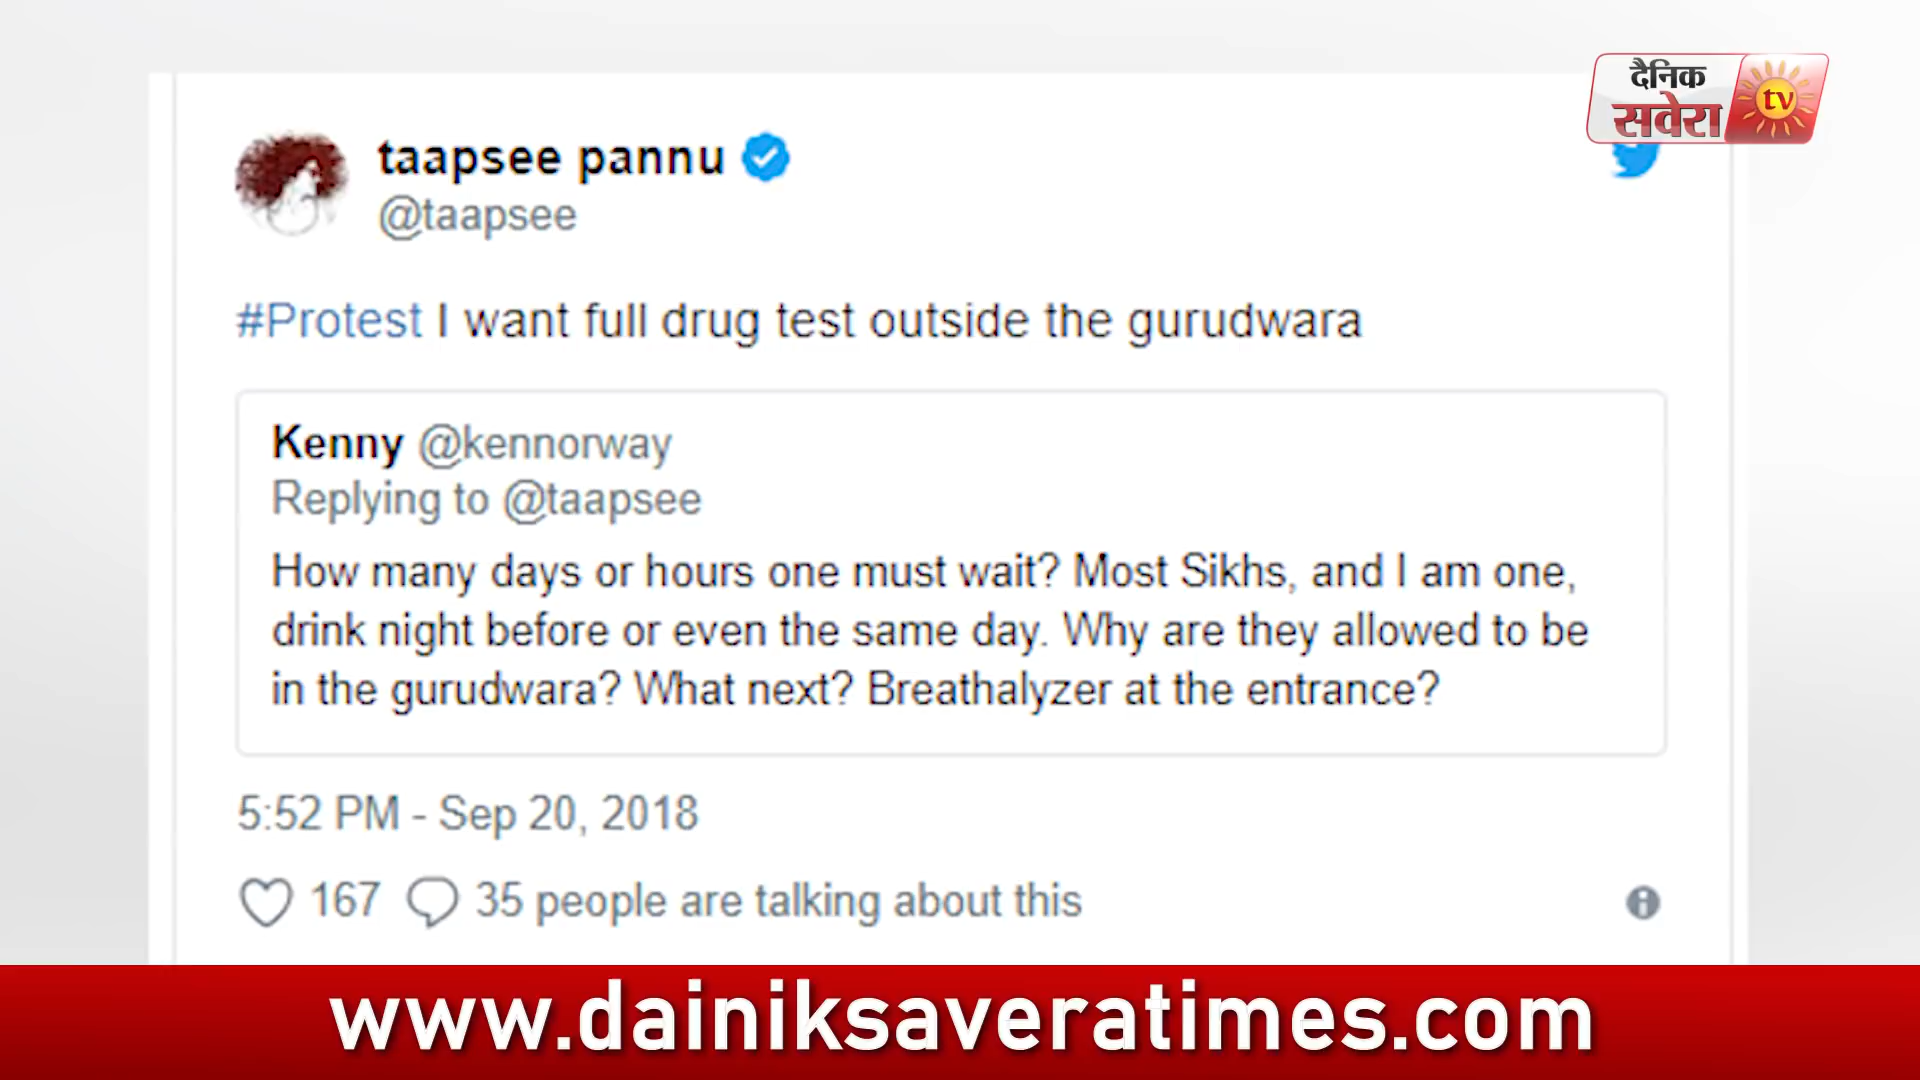 दैनिक
सवेरा
tv
taapsee pannu
@taapsee
#Protest I want full drug test outside the gurudwara
Kenny @kennorway
Replying to @taapsee
How many days or hours one must wait? Most Sikhs, and I am one,
drink night before or even the same day. Why are they allowed to be
in the gurudwara? What next? Breathalyzer at the entrance?
5:52 PM - Sep 20, 2018
167 35 people are talking about this
www.dainiksaveratimes.com